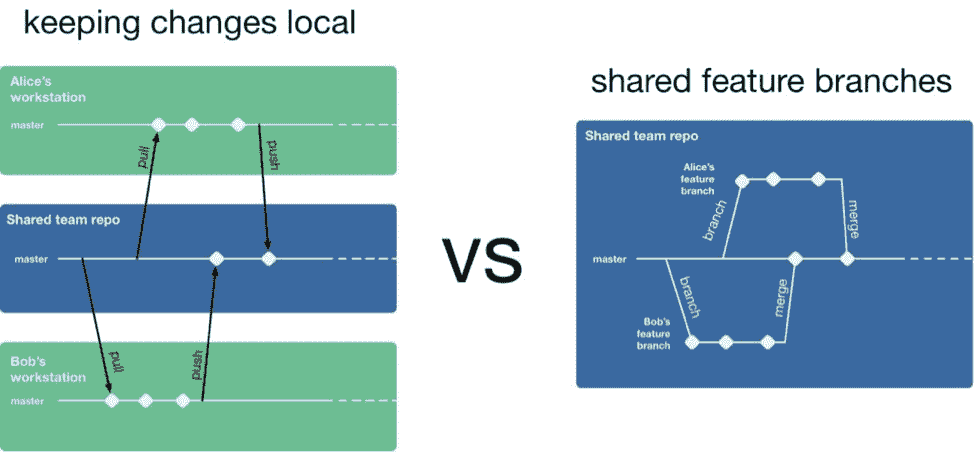 keeping changes local
Alice's
workstation
master
pull
push
Shared team repo
master
pull
push
Bob's
workstation
master
vs
shared feature branches
Shared team repo
Alice's
feature
branch
branch
merge
master
branch
merge
Bob's
feature
branch